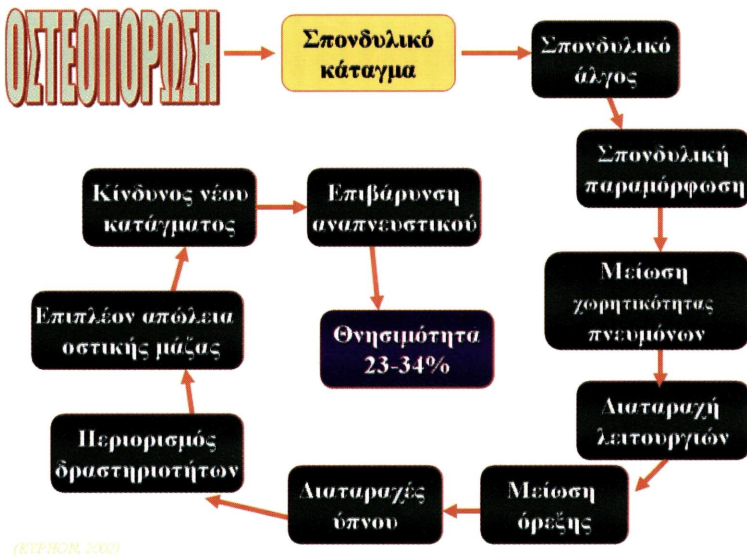 ΟΣΤΕΟΠΟΡΩΣΗ
Σπονδυλικό
κάταγμα
Σπονδυλικό
άλγος
Σπονδυλική
παραμόρφωση
Μείωση
χωρητικότητας
πνευμόνων
Διαταραχή
λειτουργιών
Μείωση
όρεξης
Διαταραχές
ύπνου
Περιορισμός
δραστηριοτήτων
Επιπλέον απώλεια
οστικής μάζας
Κίνδυνος νέου
κατάγματος
Επιβάρυνση
αναπνευστικού
Θνησιμότητα
23-34%
2002)